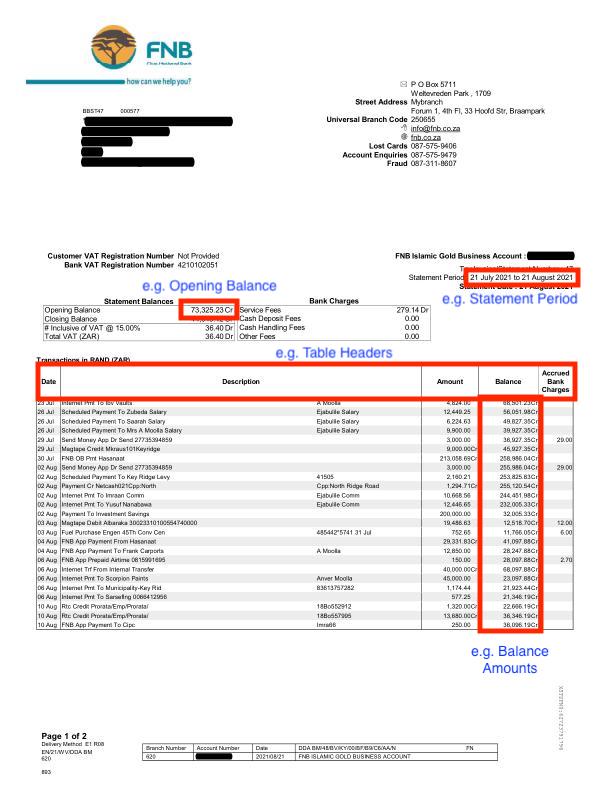 FNB
First National Bank
how can we help you?
P O Box 5711
Weltevreden Park , 1709
Street Address Mybranch
Forum 1, 4th Fl, 33 Hoofd Str, Braampark
Universal Branch Code 250655
info@fnb.co.za
fnb.co.za
Lost Cards 087-575-9406
Account Enquiries 087-575-9479
Fraud 087-311-8607
BBST47 000577
Customer VAT Registration Number Not Provided
Bank VAT Registration Number 4210102051
FNB Islamic Gold Business Account :
Statement Period 21 July 2021 to 21 August 2021
Statement Date : 21 August 2021
e.g. Opening Balance
e.g. Statement Period
Statement Balances Bank Charges
Opening Balance 73,325.23 Cr Service Fees 279.14 Dr
Closing Balance Cash Deposit Fees 0.00
# Inclusive of VAT @ 15.00% 36.40 Dr Cash Handling Fees 0.00
Total VAT (ZAR) 36.40 Dr Other Fees 0.00
e.g. Table Headers
Transactions in RAND (ZAR)
Date Description Amount Balance Accrued Bank Charges
23 Jul Internet Pmt To Ibv Vaults A Moolla 4,824.00 68,501.23Cr
26 Jul Scheduled Payment To Zubeda Salary Ejabulile Salary 12,449.25 56,051.98Cr
26 Jul Scheduled Payment To Saarah Salary Ejabulile Salary 6,224.63 49,827.35Cr
26 Jul Scheduled Payment To Mrs A Moolla Salary Ejabulile Salary 9,900.00 39,927.35Cr
29 Jul Send Money App Dr Send 27735394859 3,000.00 36,927.35Cr 29.00
29 Jul Magtape Credit Mkraus101Keyridge 9,000.00Cr 45,927.35Cr
30 Jul FNB OB Pmt Hasanaat 213,058.69Cr 258,986.04Cr
02 Aug Send Money App Dr Send 27735394859 3,000.00 255,986.04Cr 29.00
02 Aug Scheduled Payment To Key Ridge Levy 41505 2,160.21 253,825.83Cr
02 Aug Payment Cr Netcash021Cpp:North Cpp:North Ridge Road 1,294.71Cr 255,120.54Cr
02 Aug Internet Pmt To Imraan Comm Ejabulile Comm 10,668.56 244,451.98Cr
02 Aug Internet Pmt To Yusuf Nanabawa Ejabulile Comm 12,446.65 232,005.33Cr
02 Aug Payment To Investment Savings 200,000.00 32,005.33Cr
03 Aug Magtape Debit Albaraka 30023310100554740000 19,486.63 12,518.70Cr 12.00
03 Aug Fuel Purchase Engen 45Th Conv Cen 485442*5741 31 Jul 752.65 11,766.05Cr 6.00
04 Aug FNB App Payment From Hasanaat 29,331.83Cr 41,097.88Cr
04 Aug FNB App Payment To Frank Carports A Moolla 12,850.00 28,247.88Cr
06 Aug FNB App Prepaid Airtime 0815991695 150.00 28,097.88Cr 2.70
06 Aug Internet Trf From Internal Transfer 40,000.00Cr 68,097.88Cr
06 Aug Internet Pmt To Scorpion Paints Anver Moolla 45,000.00 23,097.88Cr
06 Aug Internet Pmt To Municipality-Key Rid 83613757282 1,174.44 21,923.44Cr
06 Aug Internet Pmt To Sarsefilng 0066412956 577.25 21,346.19Cr
10 Aug Rtc Credit Prorata/Emp/Prorata/ 18Bo552912 1,320.00Cr 22,666.19Cr
10 Aug Rtc Credit Prorata/Emp/Prorata/ 18Bo557995 13,680.00Cr 36,346.19Cr
10 Aug FNB App Payment To Cipc Imra66 250.00 36,096.19Cr
e.g. Balance
Amounts
Page 1 of 2
Delivery Method E1 R08
EN/21/WV/DDA BM
620
893
Branch Number Account Number Date DDA BM/48/BV/KY/00/BF/B9/C6/AA/N FN
620 2021/08/21 FNB ISLAMIC GOLD BUSINESS ACCOUNT